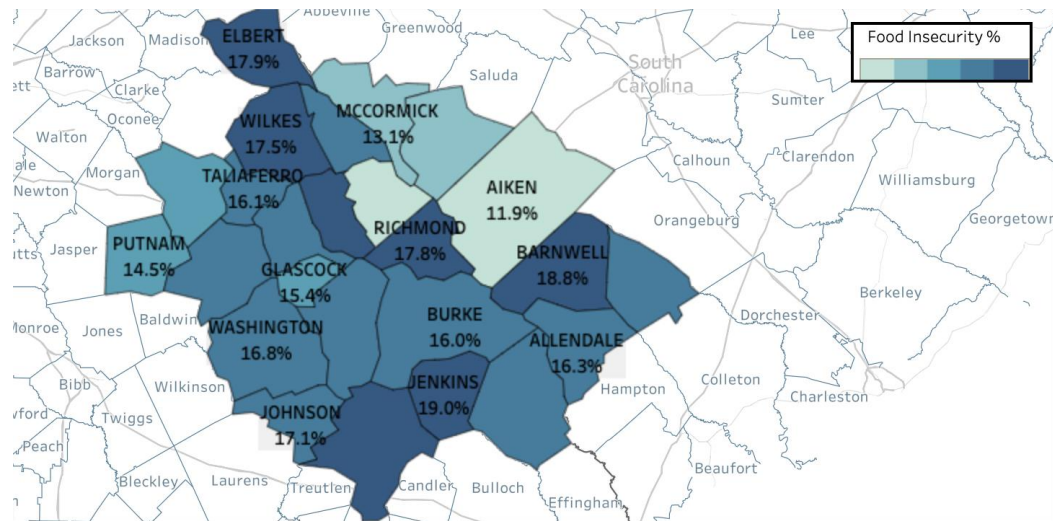 Abbeville
Greenwood
Lee
Jackson
Madison
ELBERT
17.9%
Food Insecurity %
Barrow
Saluda
South
Carolina
Clarke
Sumter
Oconee
WILKES
17.5%
MCCORMICK
13.1%
Walton
Calhoun
Clarendon
Morgan
TALIAFERRO
16.1%
Newton
AIKEN
11.9%
Williamsburg
Orangeburg
Georgetown
RICHMOND
17.8%
Jasper
PUTNAM
14.5%
BARNWELL
18.8%
GLASCOCK
15.4%
Berkeley
Baldwin
Jones
WASHINGTON
16.8%
BURKE
16.0%
Dorchester
ALLENDALE
16.3%
Bibb
Wilkinson
JENKINS
19.0%
Hampton
Colleton
Charleston
Twiggs
JOHNSON
17.1%
Peach
Beaufort
Bleckley
Laurens
Treutlen
Candler
Bulloch
Effingham